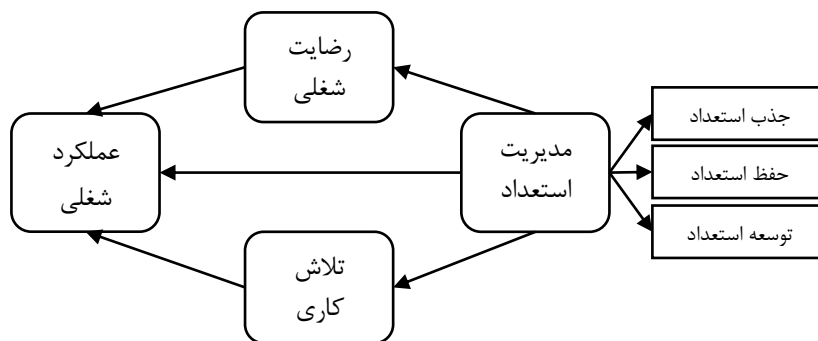 رضایت
شغلی
جذب استعداد
مدیریت
استعداد
حفظ استعداد
عملکرد
شغلی
توسعه استعداد
تلاش
کاری